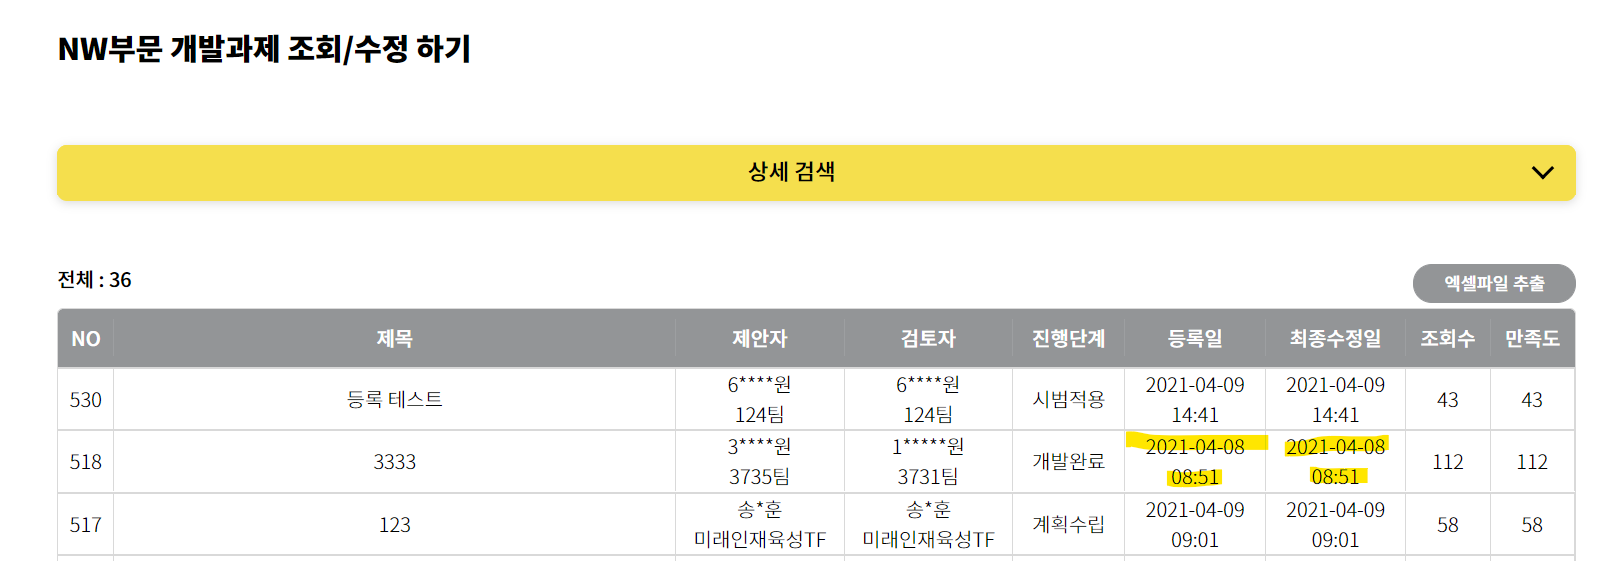 NW부문 개발과제 조회/수정 하기
상세 검색
전체 : 36
엑셀파일 추출
NO 제목 제안자 검토자 진행단계 등록일 최종수정일 조회수 만족도
6****원 6****원 2021-04-09 2021-04-09
530 등록 테스트 시범적용 43 43
124팀 124팀 14:41 14:41
3****원 1*****원 2021-04-08 2021-04-08
518 3333 개발완료 112 112
3735팀 3731팀 08:51 08:51
송*훈 송*훈 2021-04-09 2021-04-09
517 123 계획수립 58 58
미래인재육성TF 미래인재육성TF 09:01 09:01